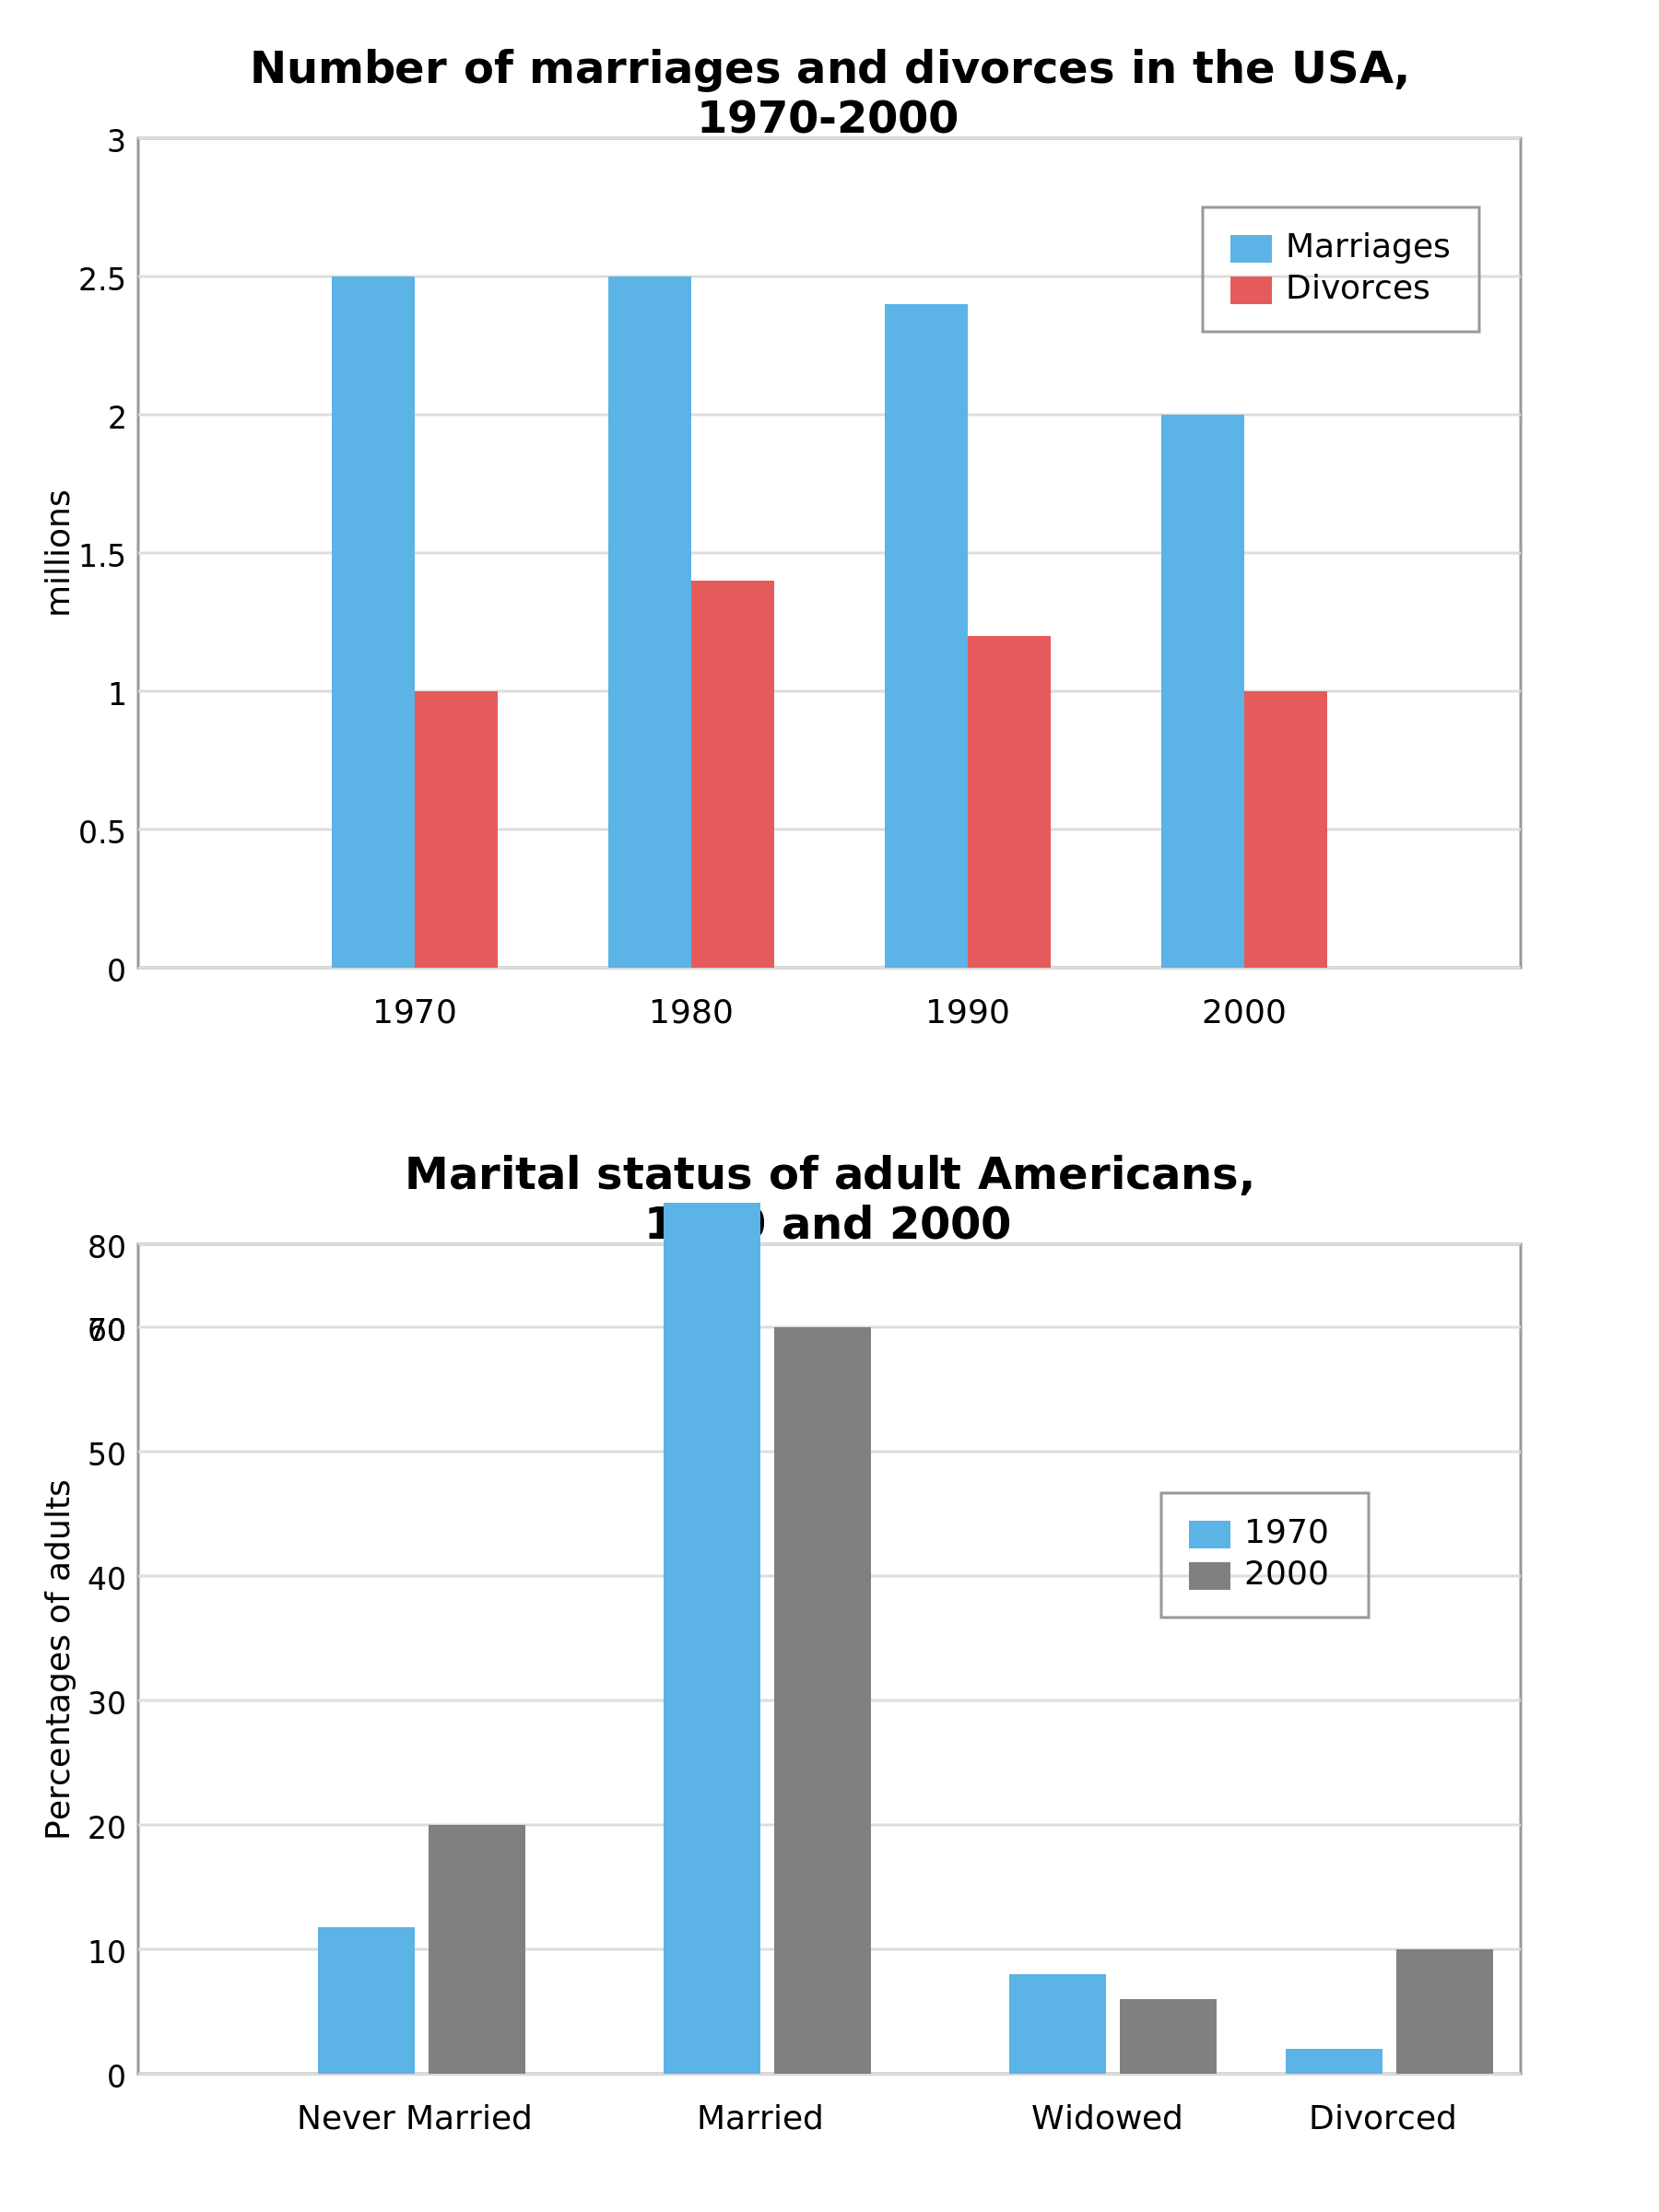 Number of marriages and divorces in the USA,
1970-2000
3
2.5
2
1.5
1
0.5
0
millions
Marriages
Divorces
1970
1980
1990
2000
Marital status of adult Americans,
and 2000
80
50
40
30
20
10
0
Percentages of adults
1970
2000
Never Married
Married
Widowed
Divorced